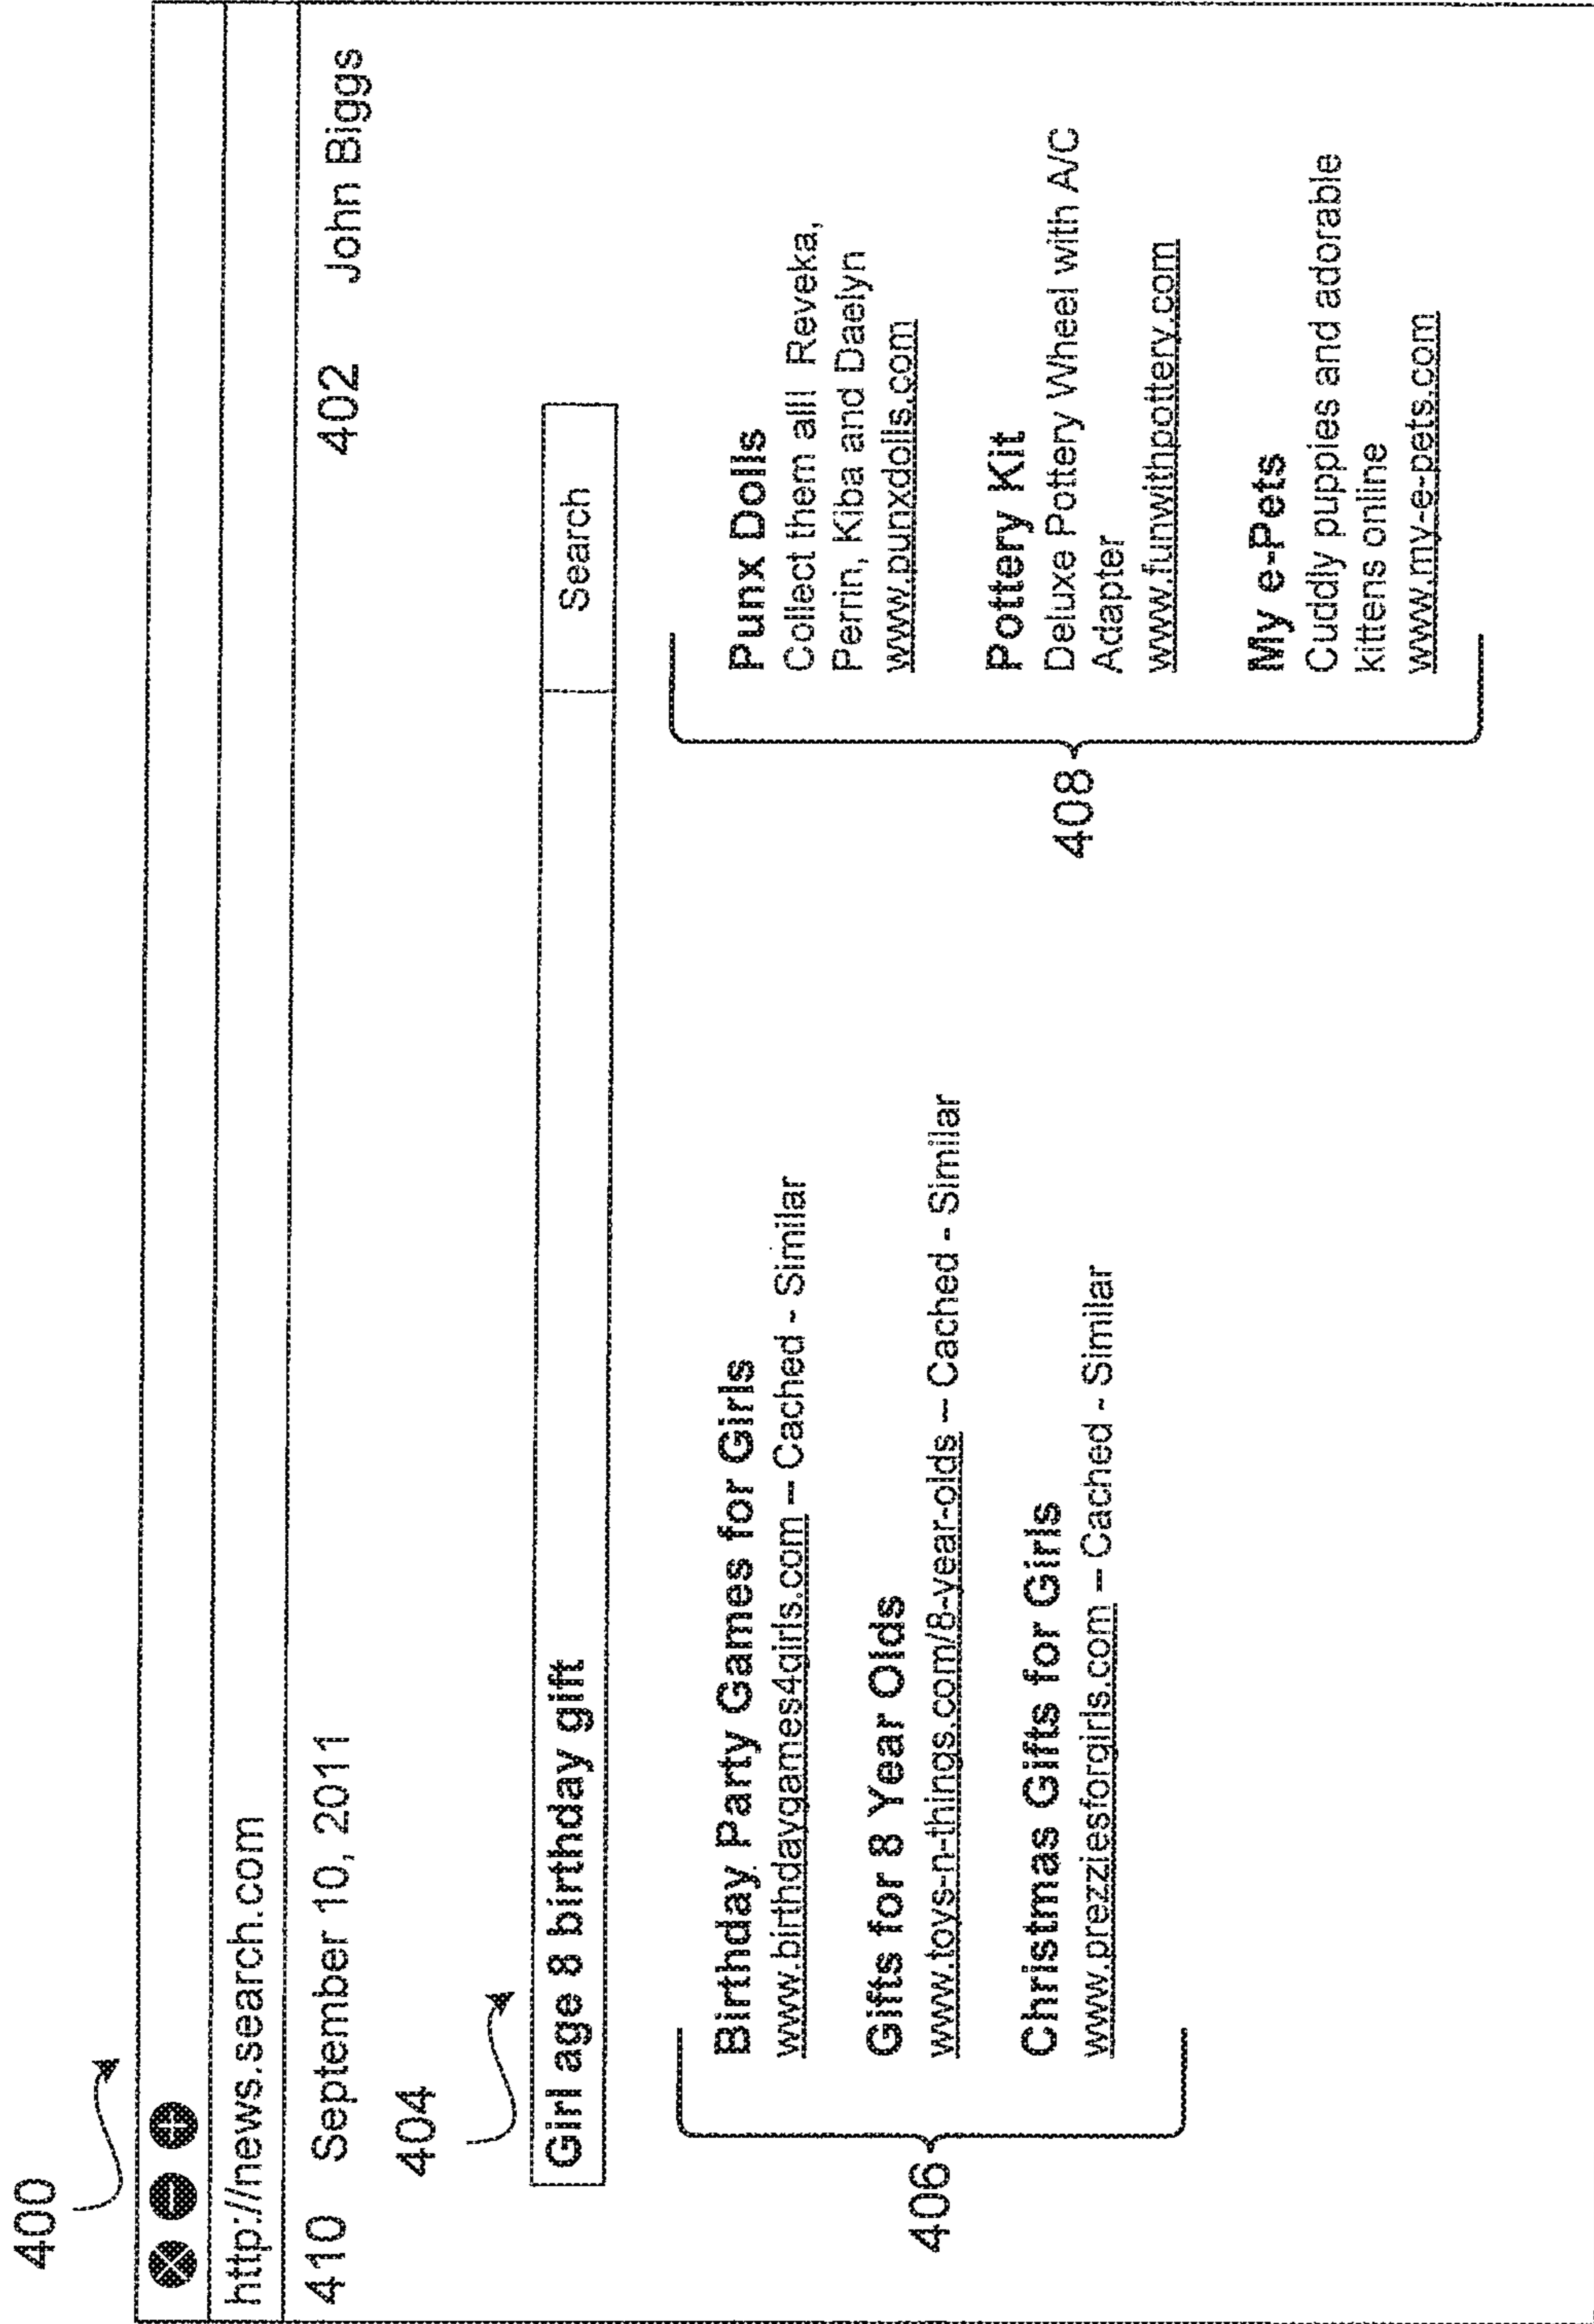 400
http://news.search.com
410 September 10, 2011
402 John Biggs
404
Girl age 8 birthday gift
Search
406
Birthday Party Games for Girls
www.birthdaygames4girls.com – Cached - Similar
Gifts for 8 Year Olds
www.toys-n-things.com/8-year-olds – Cached - Similar
Christmas Gifts for Girls
www.prezziesforgirls.com – Cached - Similar
408
Punx Dolls
Collect them all! Reveka,
Perrin, Kiba and Daelyn
www.punxdolls.com
Pottery Kit
Deluxe Pottery Wheel with A/C
Adapter
www.funwithpottery.com
My e-Pets
Cuddly puppies and adorable
kittens online
www.my-e-pets.com